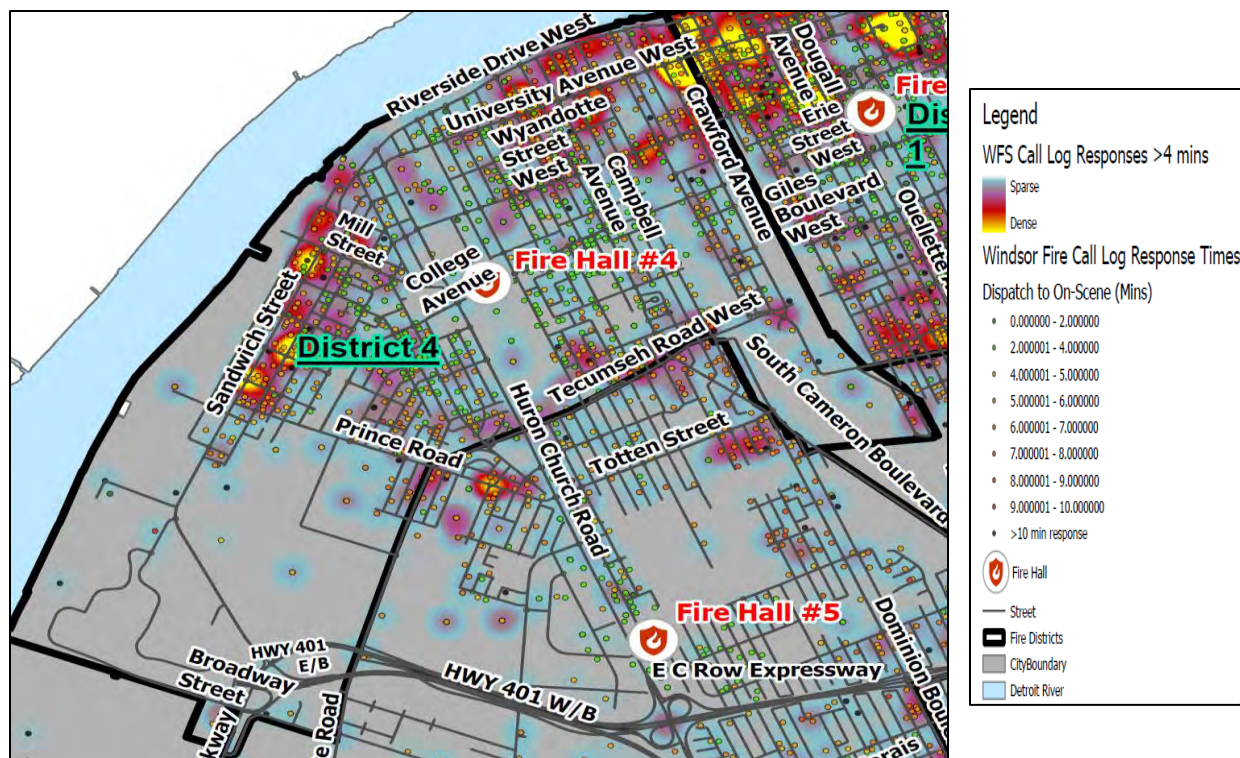 Riverside Drive West
University Avenue West
Wyandotte
Street
West
Dougall
Avenue
Erie
Street
West
Fire
Dis
1
Crawford Avenue
Campbell
Avenue
Giles
Boulevard
West
Mill
Street
College
Avenue
Fire Hall #4
Sandwich Street
District 4
Tecumseh Road West
South Cameron Boulevard
Huron Church Road
Prince Road
Totten Street
Fire Hall #5
E C Row Expressway
HWY 401
E/B
HWY 401 W/B
Broadway
Street
kway
e Road
Dominion Boule
Legend
WFS Call Log Responses >4 mins
Sparse
Dense
Windsor Fire Call Log Response Times
Dispatch to On-Scene (Mins)
0.000000 - 2.000000
2.000001 - 4.000000
4.000001 - 5.000000
5.000001 - 6.000000
6.000001 - 7.000000
7.000001 - 8.000000
8.000001 - 9.000000
9.000001 - 10.000000
>10 min response
Fire Hall
Street
Fire Districts
CityBoundary
Detroit River